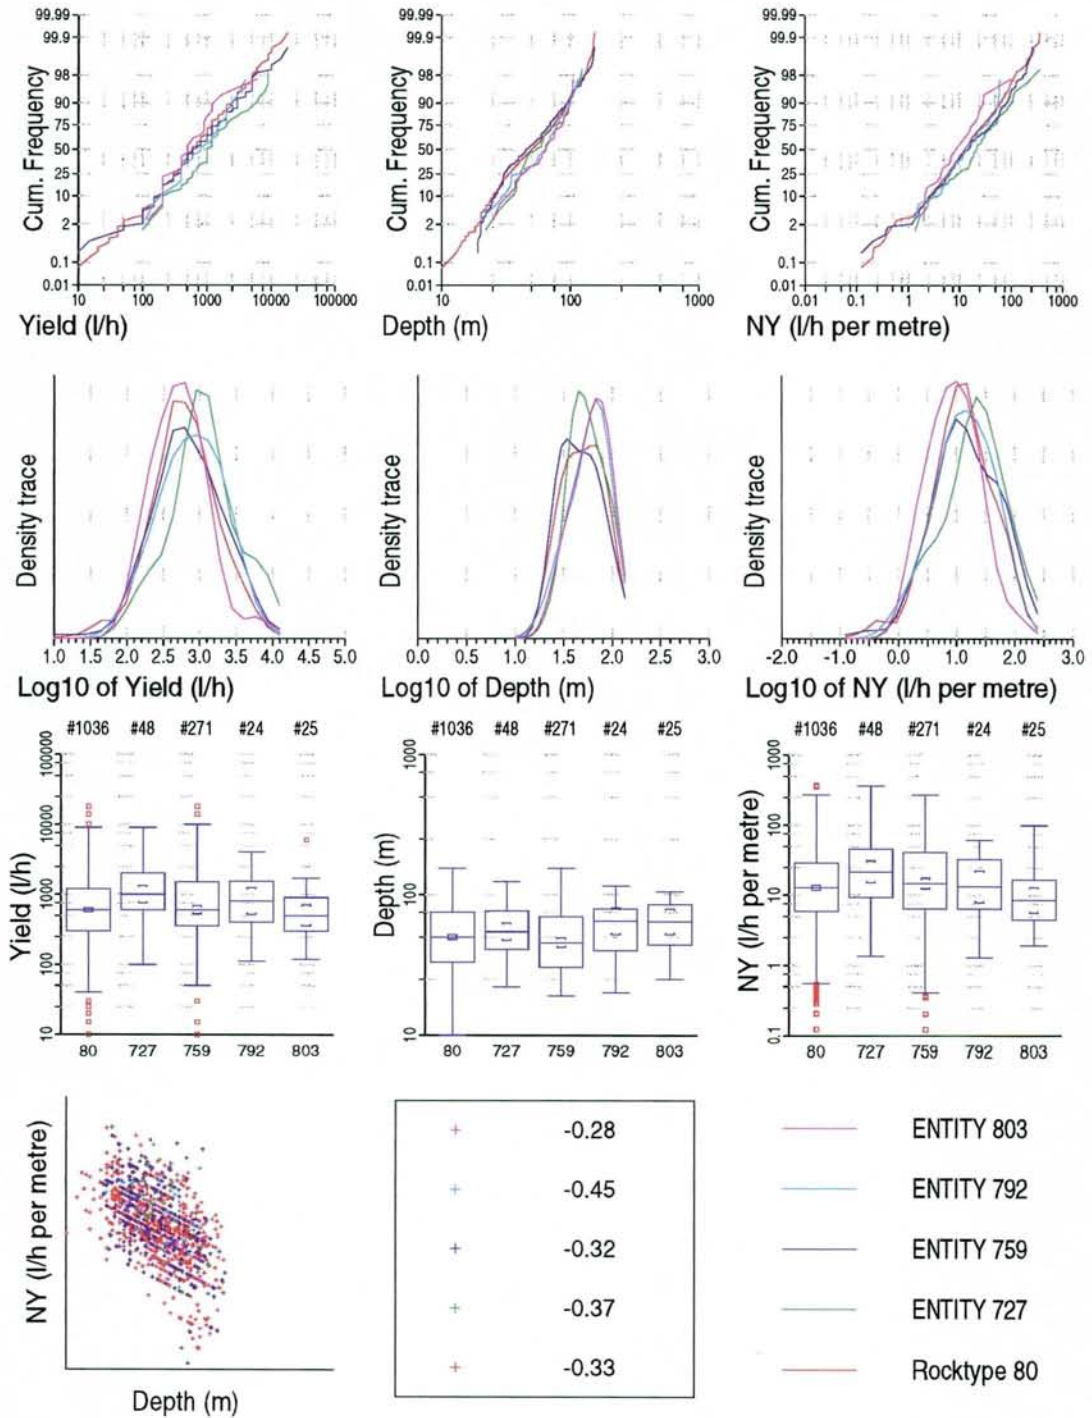 99.99 99.99 99.99
99.9 99.9 99.9
98 98 98
90 90 90
75 75 75
50 50 50
25 25 25
10 10 10
2 2 2
0.1 0.1 0.1
0.01 0.01 0.01
Cum. Frequency Cum. Frequency Cum. Frequency
10 100 1000 10000 100000 10 100 1000 0.01 0.1 1 10 100 1000
Yield (l/h) Depth (m) NY (l/h per metre)
Density trace Density trace Density trace
1.0 1.5 2.0 2.5 3.0 3.5 4.0 5.0 0.0 0.5 1.0 1.5 2.0 2.5 3.0 -2.0 -1.0 0.0 1.0 2.0 3.0
Log10 of Yield (l/h) Log10 of Depth (m) Log10 of NY (l/h per metre)
#1036 #48 #271 #24 #25 #1036 #48 #271 #24 #25 #1036 #48 #271 #24 #25
100000 1000 1000
10000 100
1000 100 10
100 1
10 10 0.1
Yield (l/h) Depth (m) NY (l/h per metre)
80 727 759 792 803 80 727 759 792 803 80 727 759 792 803
NY (l/h per metre)
Depth (m)
-0.28 ENTITY 803
-0.45 ENTITY 792
-0.32 ENTITY 759
-0.37 ENTITY 727
-0.33 Rocktype 80